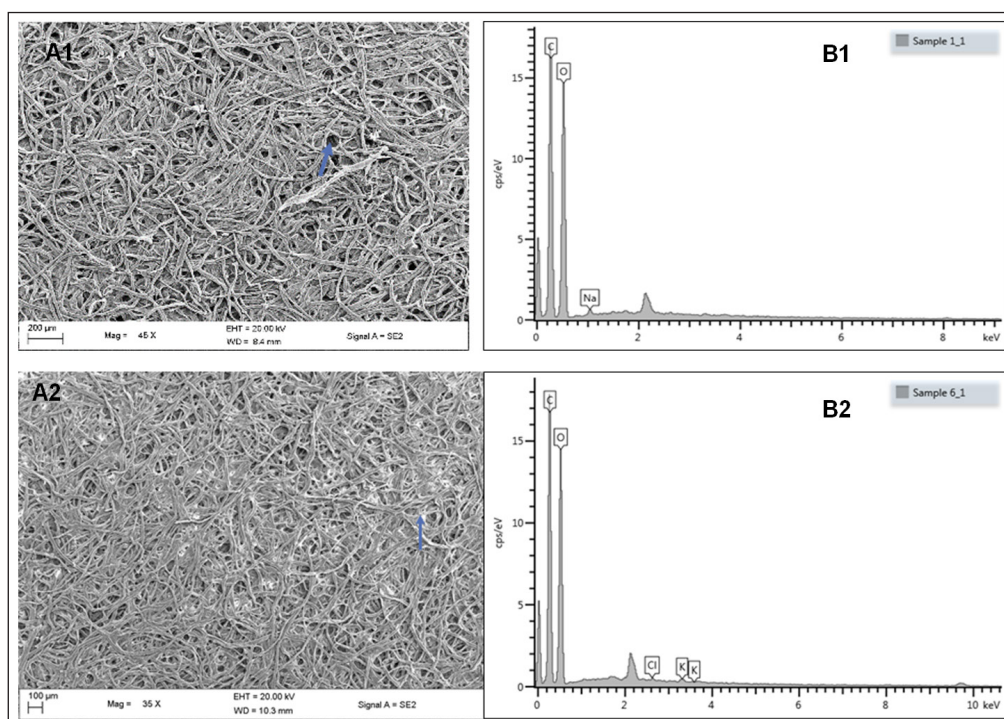 A1
200 µm
Mag = 45 X
EHT = 20.00 kV
WD = 8.4 mm
Signal A = SE2
B1
Sample 1_1
C
O
Na
cps/eV
15
10
5
0
0 2 4 6 8 keV
A2
100 µm
Mag = 35 X
EHT = 20.00 kV
WD = 10.3 mm
Signal A = SE2
B2
Sample 6_1
C
O
Cl
K
K
cps/eV
15
10
5
0
0 2 4 6 8 10 keV